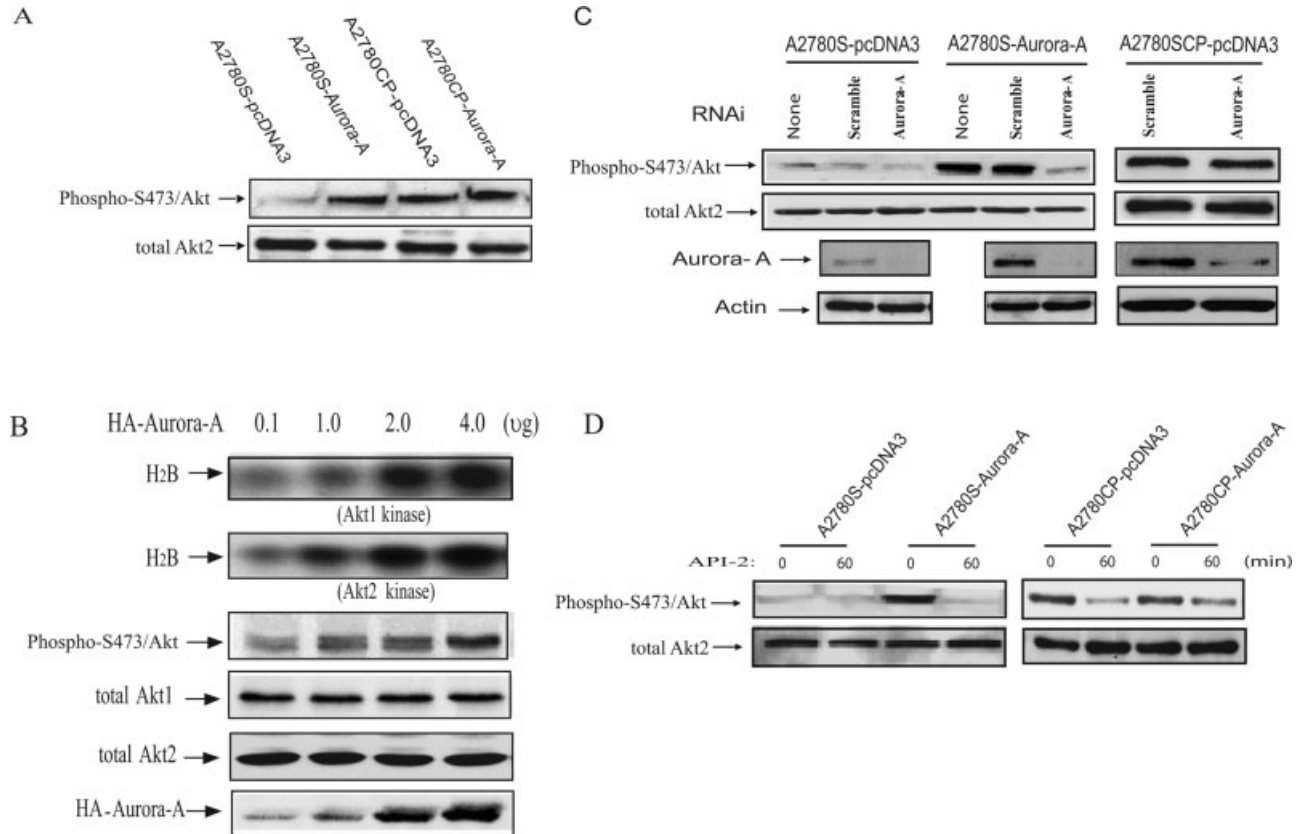 A
A2780S-pcDNA3
A2780S-Aurora-A
A2780CP-pcDNA3
A2780CP-Aurora-A
Phospho-S473/Akt
total Akt2
B
HA-Aurora-A 0.1 1.0 2.0 4.0 (υg)
H2B
(Akt1 kinase)
H2B
(Akt2 kinase)
Phospho-S473/Akt
total Akt1
total Akt2
HA-Aurora-A
C
A2780S-pcDNA3 A2780S-Aurora-A A2780SCP-pcDNA3
RNAi None Scramble Aurora-A None Scramble Aurora-A Scramble Aurora-A
Phospho-S473/Akt
total Akt2
Aurora- A
Actin
D
A2780S-pcDNA3
A2780S-Aurora-A
A2780CP-pcDNA3
A2780CP-Aurora-A
API-2: 0 60 0 60 0 60 0 60 (min)
Phospho-S473/Akt
total Akt2